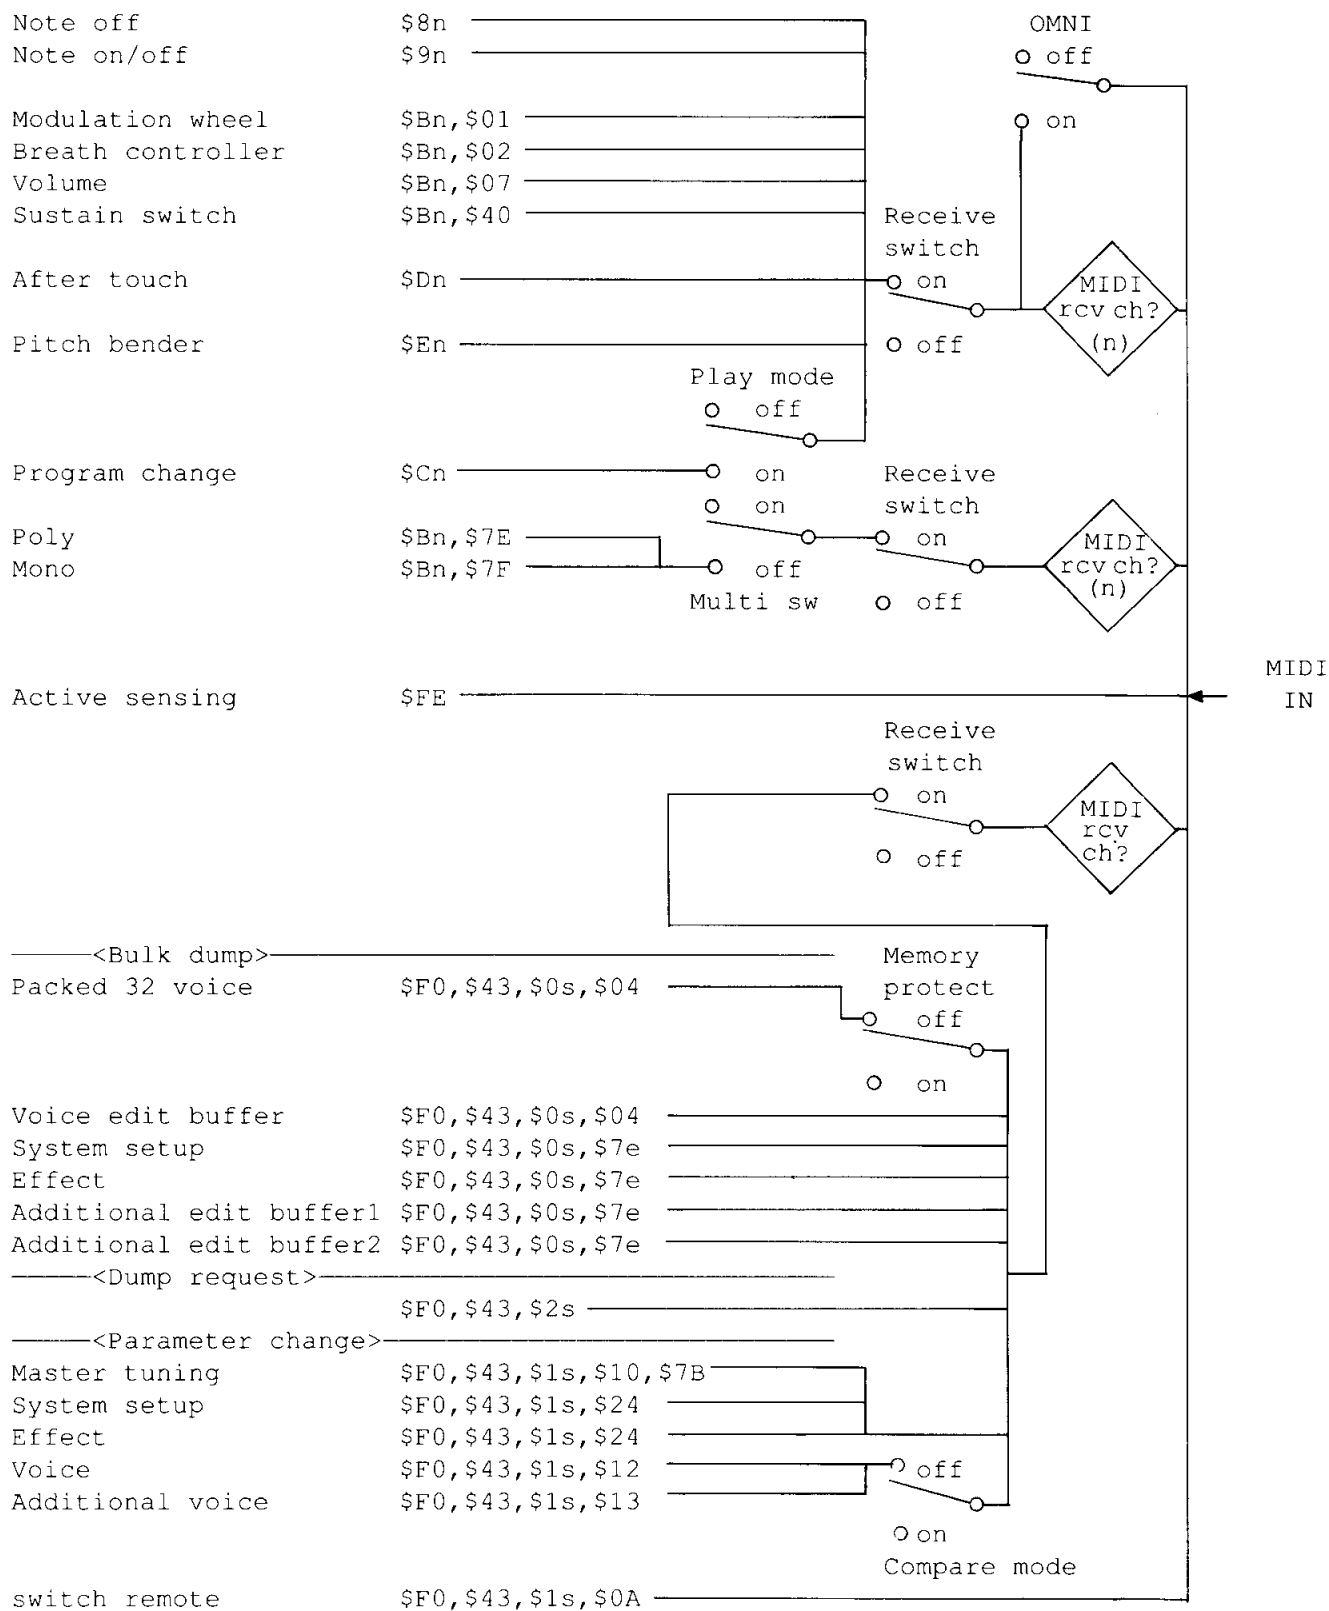 Note off $8n OMNI
Note on/off $9n off
Modulation wheel $Bn,$01 on
Breath controller $Bn,$02
Volume $Bn,$07
Sustain switch $Bn,$40 Receive
switch
After touch $Dn on MIDI
rcv ch?
Pitch bender $En off (n)
Play mode
off
Program change $Cn on Receive
on switch
Poly $Bn,$7E on MIDI
Mono $Bn,$7F off rcv ch?
Multi sw off (n)
MIDI
Active sensing $FE IN
Receive
switch
on MIDI
rcv
off ch?
<Bulk dump> Memory
Packed 32 voice $F0,$43,$0s,$04 protect
off
on
Voice edit buffer $F0,$43,$0s,$04
System setup $F0,$43,$0s,$7e
Effect $F0,$43,$0s,$7e
Additional edit buffer1 $F0,$43,$0s,$7e
Additional edit buffer2 $F0,$43,$0s,$7e
<Dump request>
$F0,$43,$2s
<Parameter change>
Master tuning $F0,$43,$1s,$10,$7B
System setup $F0,$43,$1s,$24
Effect $F0,$43,$1s,$24
Voice $F0,$43,$1s,$12 off
Additional voice $F0,$43,$1s,$13
on
Compare mode
switch remote $F0,$43,$1s,$0A